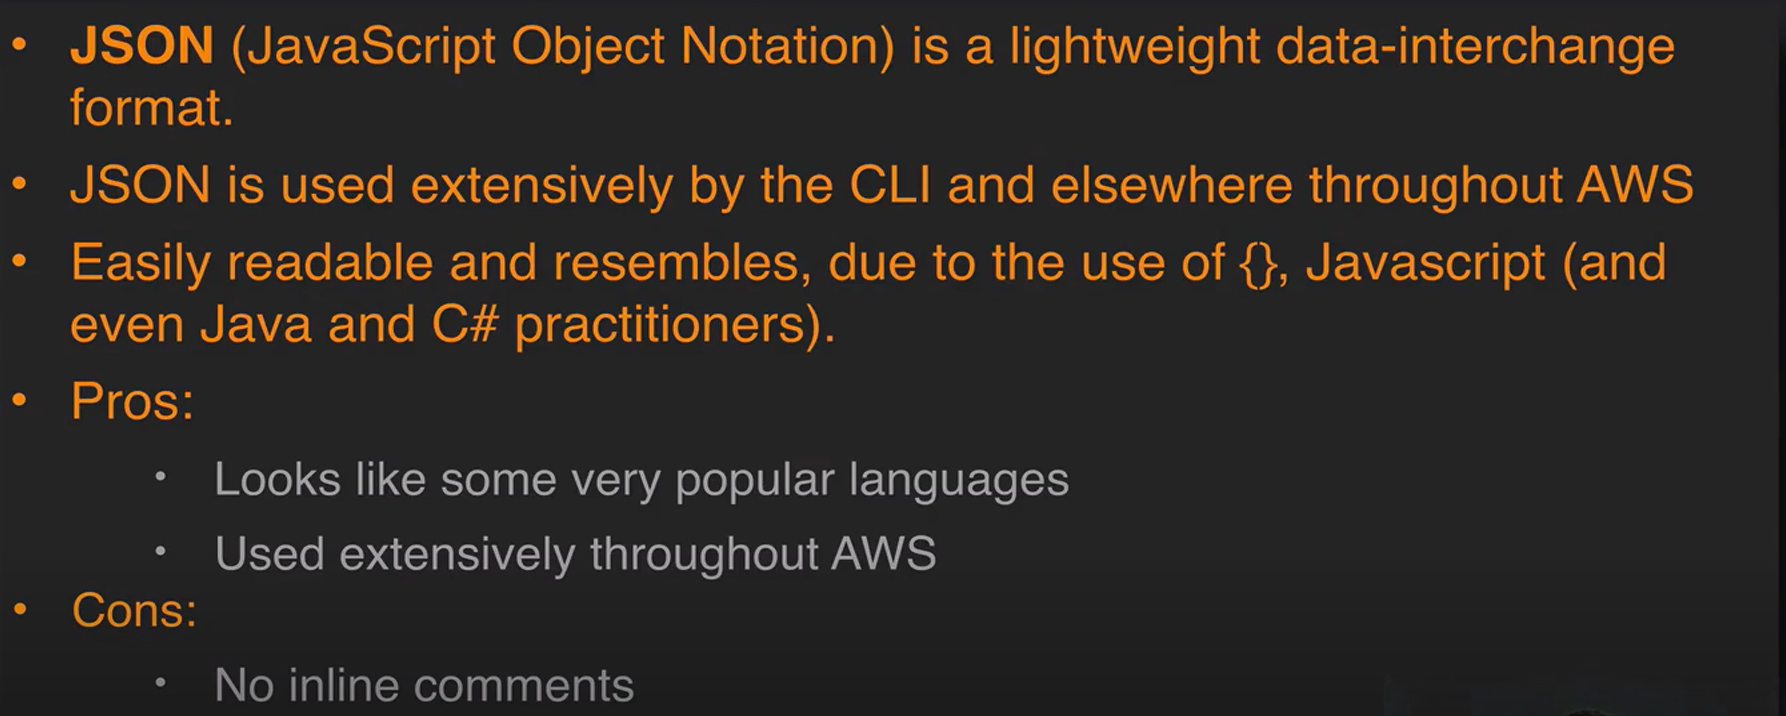 • JSON (JavaScript Object Notation) is a lightweight data-interchange
format.
• JSON is used extensively by the CLI and elsewhere throughout AWS
• Easily readable and resembles, due to the use of {}, Javascript (and
even Java and C# practitioners).
• Pros:
• Looks like some very popular languages
• Used extensively throughout AWS
• Cons:
• No inline comments